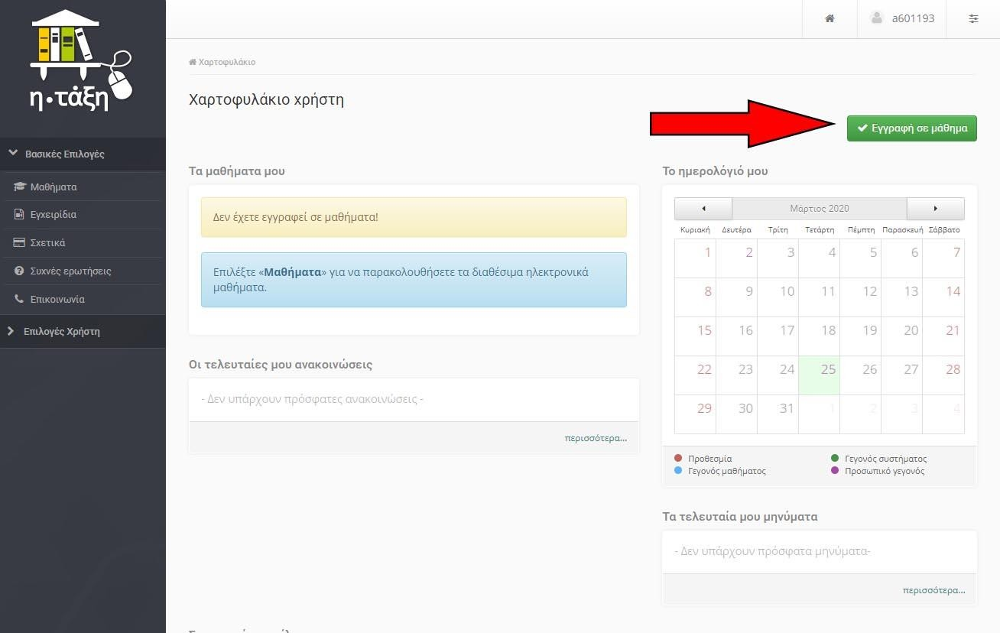 η•τάξη
a601193
Χαρτοφυλάκιο
Χαρτοφυλάκιο χρήστη
Εγγραφή σε μάθημα
Βασικές Επιλογές
Μαθήματα
Εγχειρίδια
Σχετικά
Συχνές ερωτήσεις
Επικοινωνία
Επιλογές Χρήστη
Τα μαθήματα μου
Δεν έχετε εγγραφεί σε μαθήματα!
Επιλέξτε «Μαθήματα» για να παρακολουθήσετε τα διαθέσιμα ηλεκτρονικά
μαθήματα.
Οι τελευταίες μου ανακοινώσεις
- Δεν υπάρχουν πρόσφατες ανακοινώσεις -
περισσότερα...
Το ημερολόγιό μου
Μάρτιος 2020
Κυριακή Δευτέρα Τρίτη Τετάρτη Πέμπτη Παρασκευή Σάββατο
1 2 3 4 5 6 7
8 9 10 11 12 13 14
15 16 17 18 19 20 21
22 23 24 25 26 27 28
29 30 31 1 2 3 4
Προθεσμία Γεγονός συστήματος
Γεγονός μαθήματος Προσωπικό γεγονός
Τα τελευταία μου μηνύματα
- Δεν υπάρχουν πρόσφατα μηνύματα-
περισσότερα...